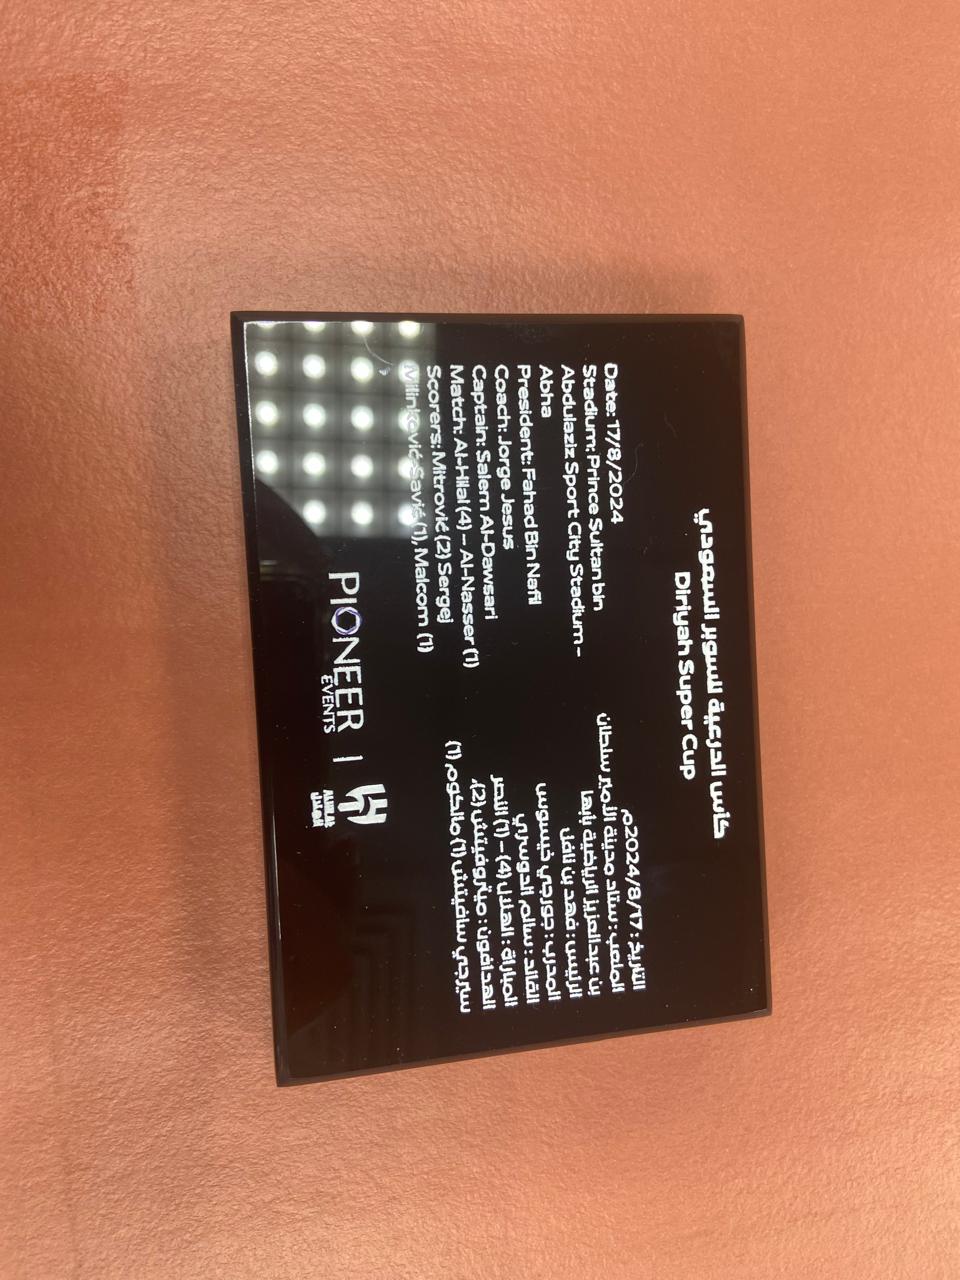 كأس الدرعية للسوبر السعودي
Diriyah Super Cup
Date: 17/8/2024
Stadium: Prince Sultan bin
Abdulaziz Sport City Stadium –
Abha
President: Fahad Bin Nafil
Coach: Jorge Jesus
Captain: Salem Al-Dawsari
Match: Al-Hilal (4) – Al-Nasser (1)
Scorers: Mitrović (2) Sergej
Milinković-Savić (1), Malcom (1)
التاريخ : 2024/8/17م
الملعب : ستاد مدينة الأمير سلطان
بن عبدالعزيز الرياضية بأبها
الرئيس : فهد بن نافل
المدرب : جورجي خيسوس
القائد : سالم الدوسري
المباراة : الهلال (4) – (1) النصر
الهدافون : ميتروفيتش (2)،
سيرجي سافيتش (1) مالكوم (1)
PIONEER
EVENTS
ALHILAL
الهلال